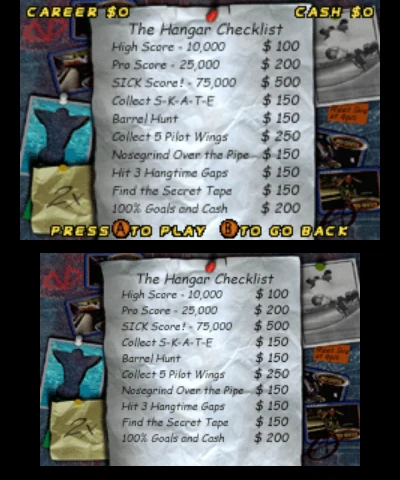 CAREER $0
CASH $0
The Hangar Checklist
High Score - 10,000 $ 100
Pro Score - 25,000 $ 200
SICK Score! - 75,000 $ 500
Collect S-K-A-T-E $ 150
Barrel Hunt $ 150
Collect 5 Pilot Wings $ 250
Nosegrind Over the Pipe $ 150
Hit 3 Hangtime Gaps $ 150
Find the Secret Tape $ 150
100% Goals and Cash $ 200
2x
PRESS A TO PLAY B TO GO BACK
The Hangar Checklist
High Score - 10,000 $ 100
Pro Score - 25,000 $ 200
SICK Score! - 75,000 $ 500
Collect S-K-A-T-E $ 150
Barrel Hunt $ 150
Collect 5 Pilot Wings $ 250
Nosegrind Over the Pipe $ 150
Hit 3 Hangtime Gaps $ 150
Find the Secret Tape $ 150
100% Goals and Cash $ 200
2x